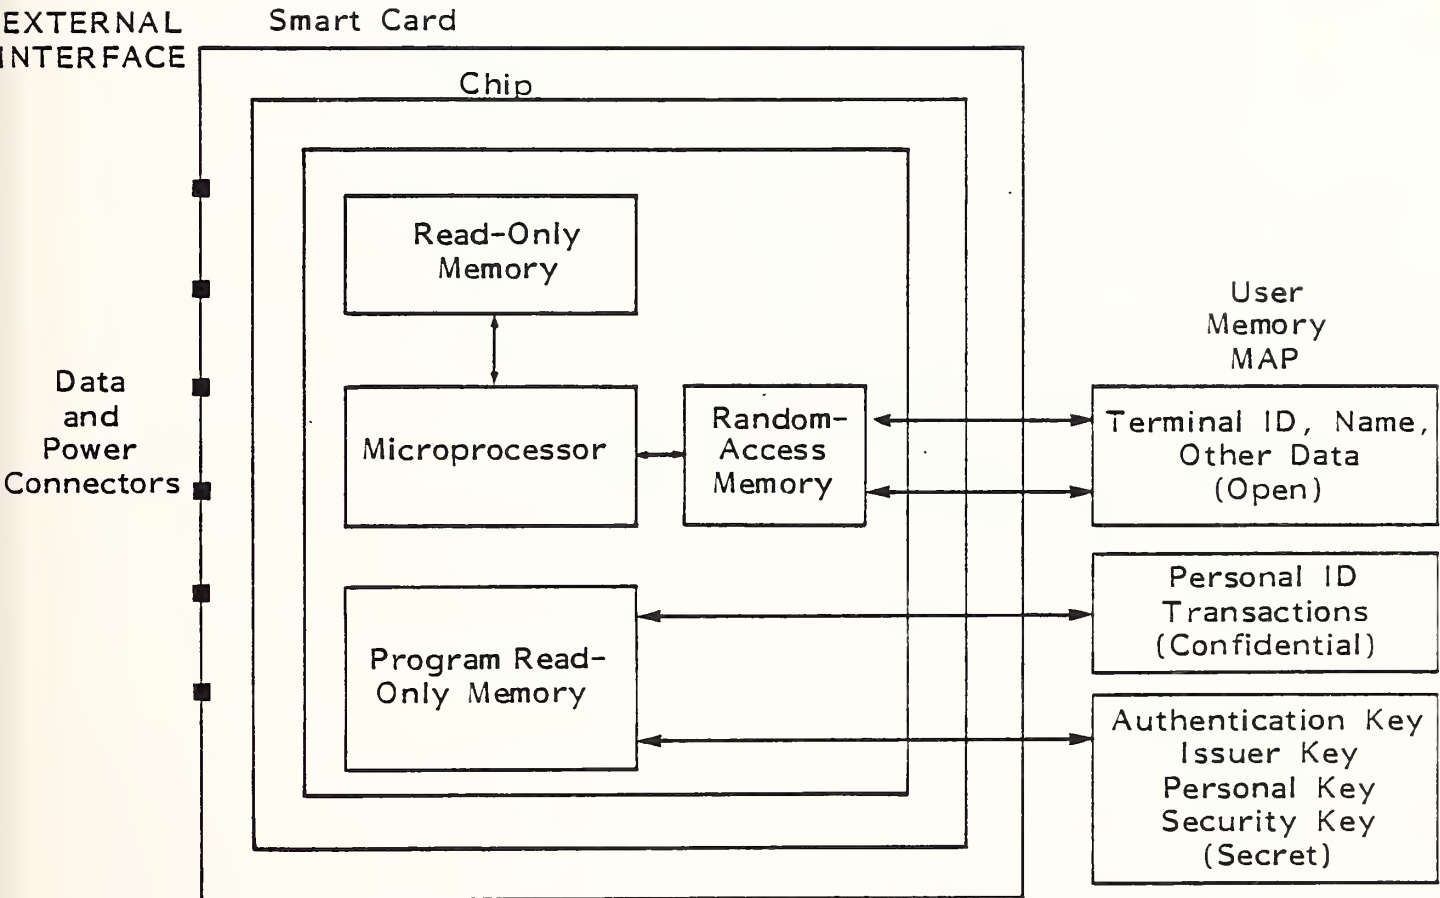 EXTERNAL
INTERFACE
Smart Card
Chip
Read-Only
Memory
Data
and
Power
Connectors
Microprocessor
Random-
Access
Memory
Program Read-
Only Memory
User
Memory
MAP
Terminal ID, Name,
Other Data
(Open)
Personal ID
Transactions
(Confidential)
Authentication Key
Issuer Key
Personal Key
Security Key
(Secret)